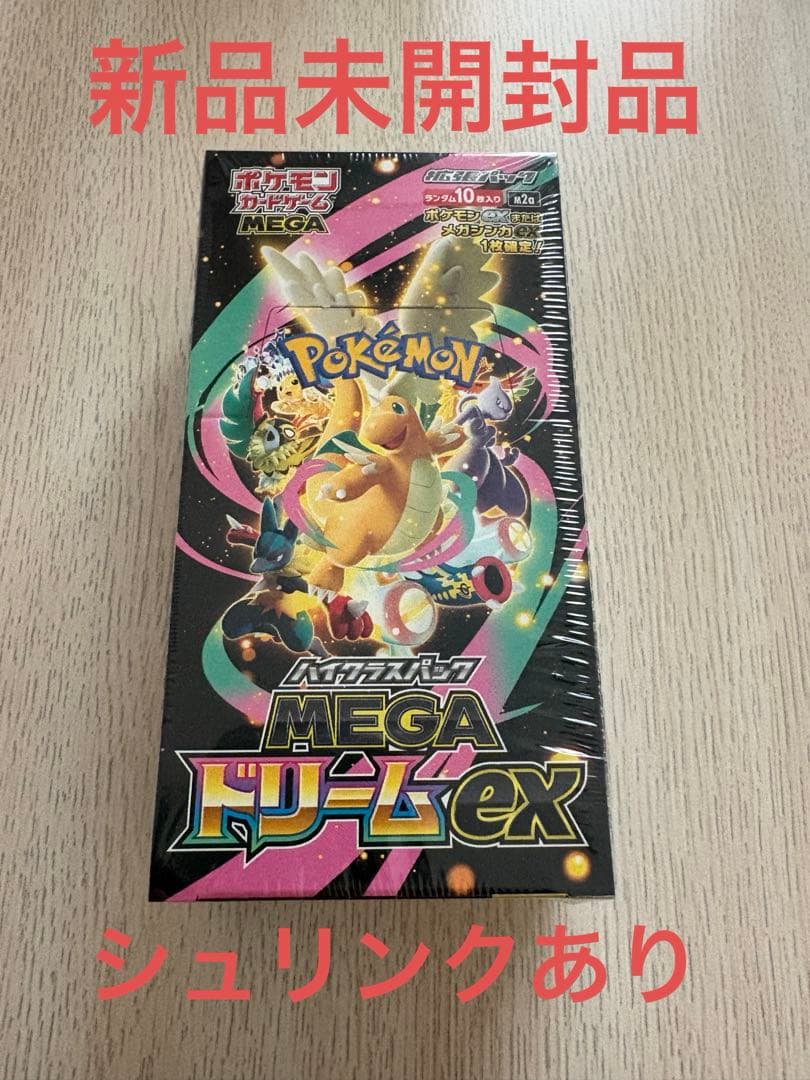 新品未開封品
ポケモン
カードゲーム
MEGA
拡張パック
ランダム10枚入り M2a
ポケモンexまたは
メガシンカex
1枚確定!
POKÉMON
ハイクラスパック
MEGA
ドリームex
シュリンクあり